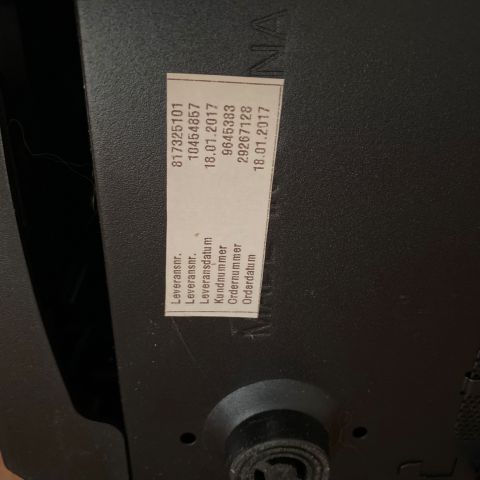 Leveransnr. 817325101
Leveransnr. 10454857
Leveransdatum 18.01.2017
Kundnummer 9645383
Ordernummer 29267128
Orderdatum 18.01.2017